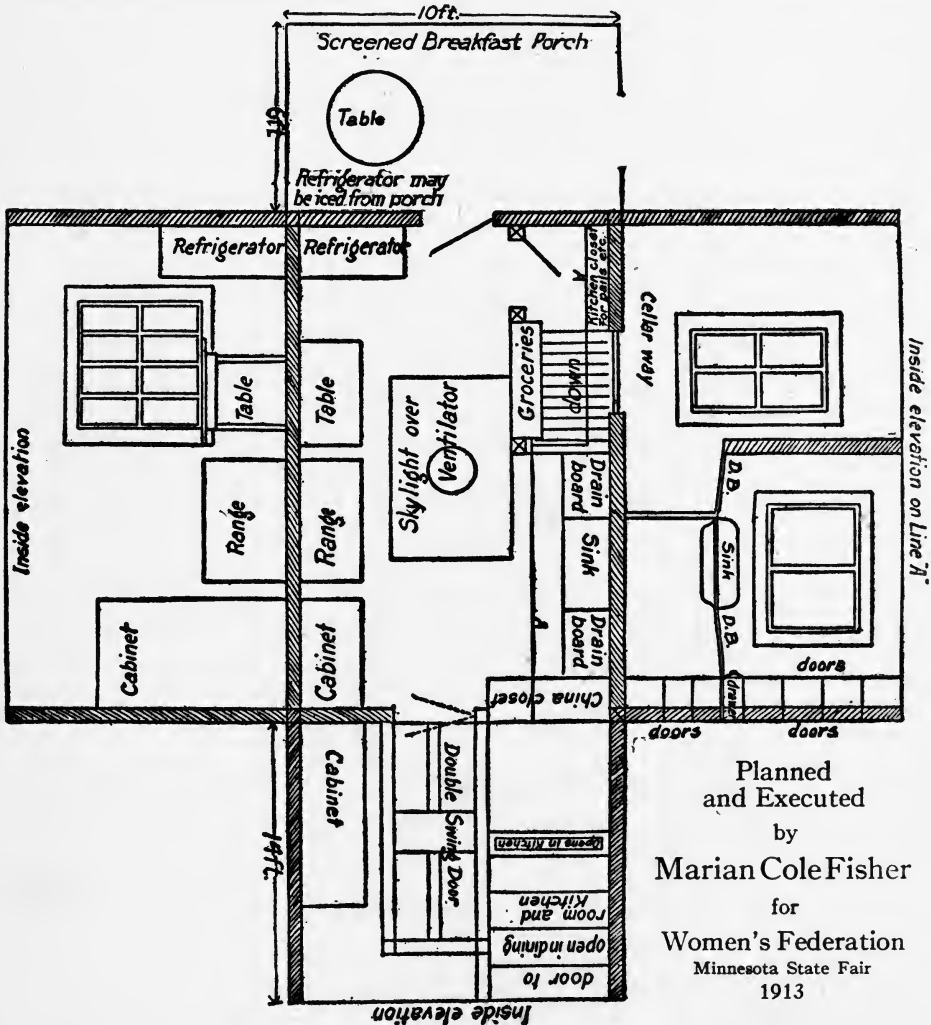 10ft.
Screened Breakfast Porch
Table
Refrigerator may
be iced from porch
Refrigerator
Refrigerator
Kitchen closet
for pails etc.
Cellar way
Groceries
down
Table
Table
Skylight over
Ventilator
Inside elevation
Inside elevation on Line "A"
Range
Range
Drain
board
Sink
Drain
board
D.B.
Sink
D.B.
Cabinet
Cabinet
China closet
doors
doors
doors
14ft.
Cabinet
Double Swing Door
Opens in Kitchen
room and
Kitchen
open in dining
door to
Inside elevation
Planned
and Executed
by
Marian Cole Fisher
for
Women's Federation
Minnesota State Fair
1913